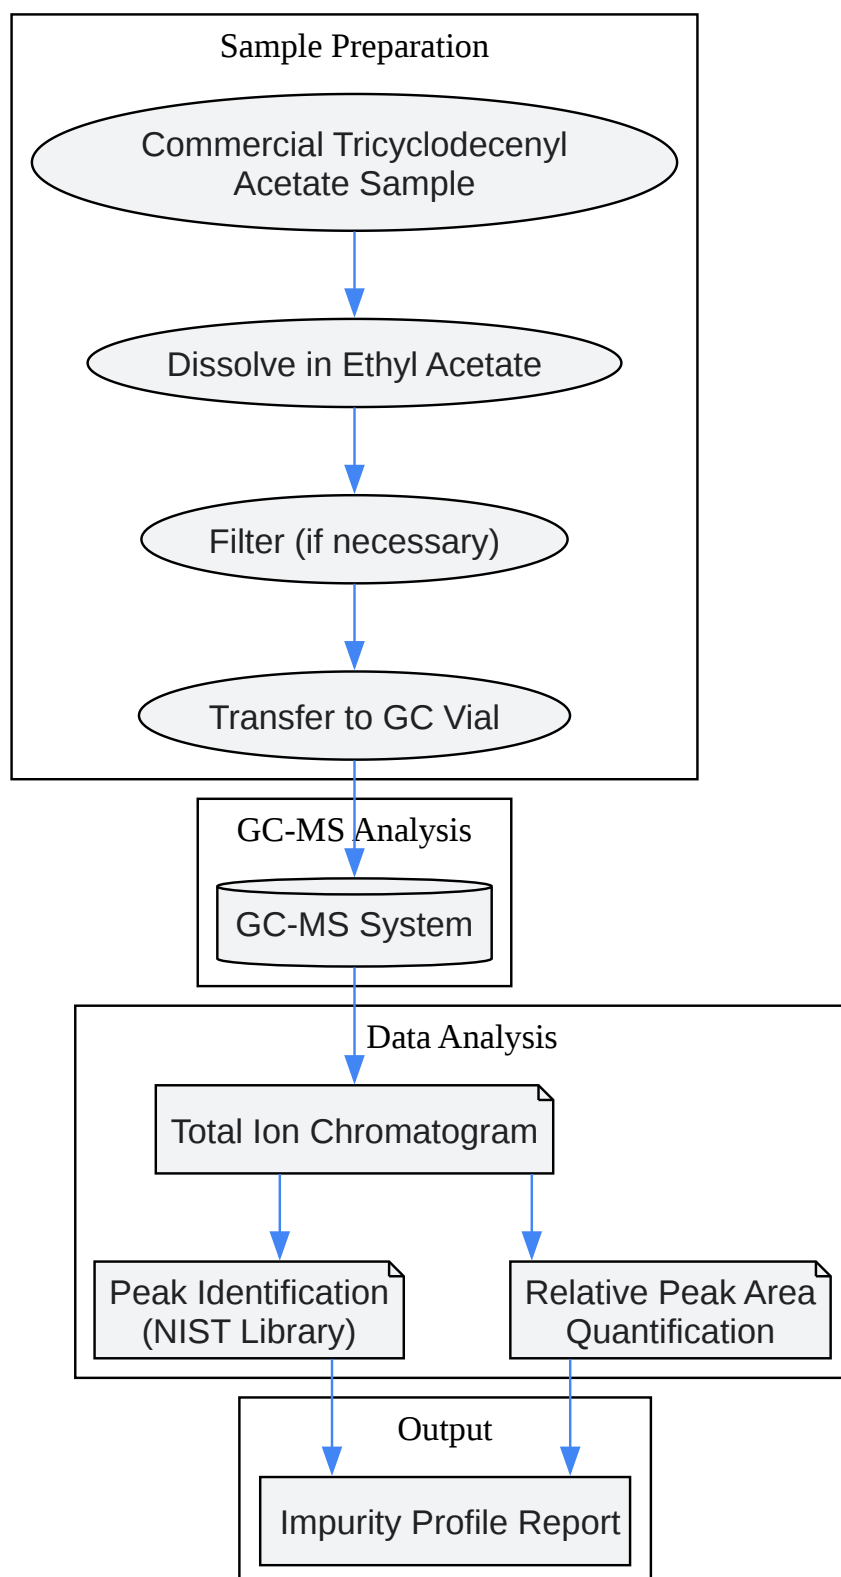 Sample Preparation
Commercial Tricyclodecenyl
Acetate Sample
Dissolve in Ethyl Acetate
Filter (if necessary)
Transfer to GC Vial
GC-MS Analysis
GC-MS System
Data Analysis
Total Ion Chromatogram
Peak Identification
(NIST Library)
Relative Peak Area
Quantification
Output
Impurity Profile Report